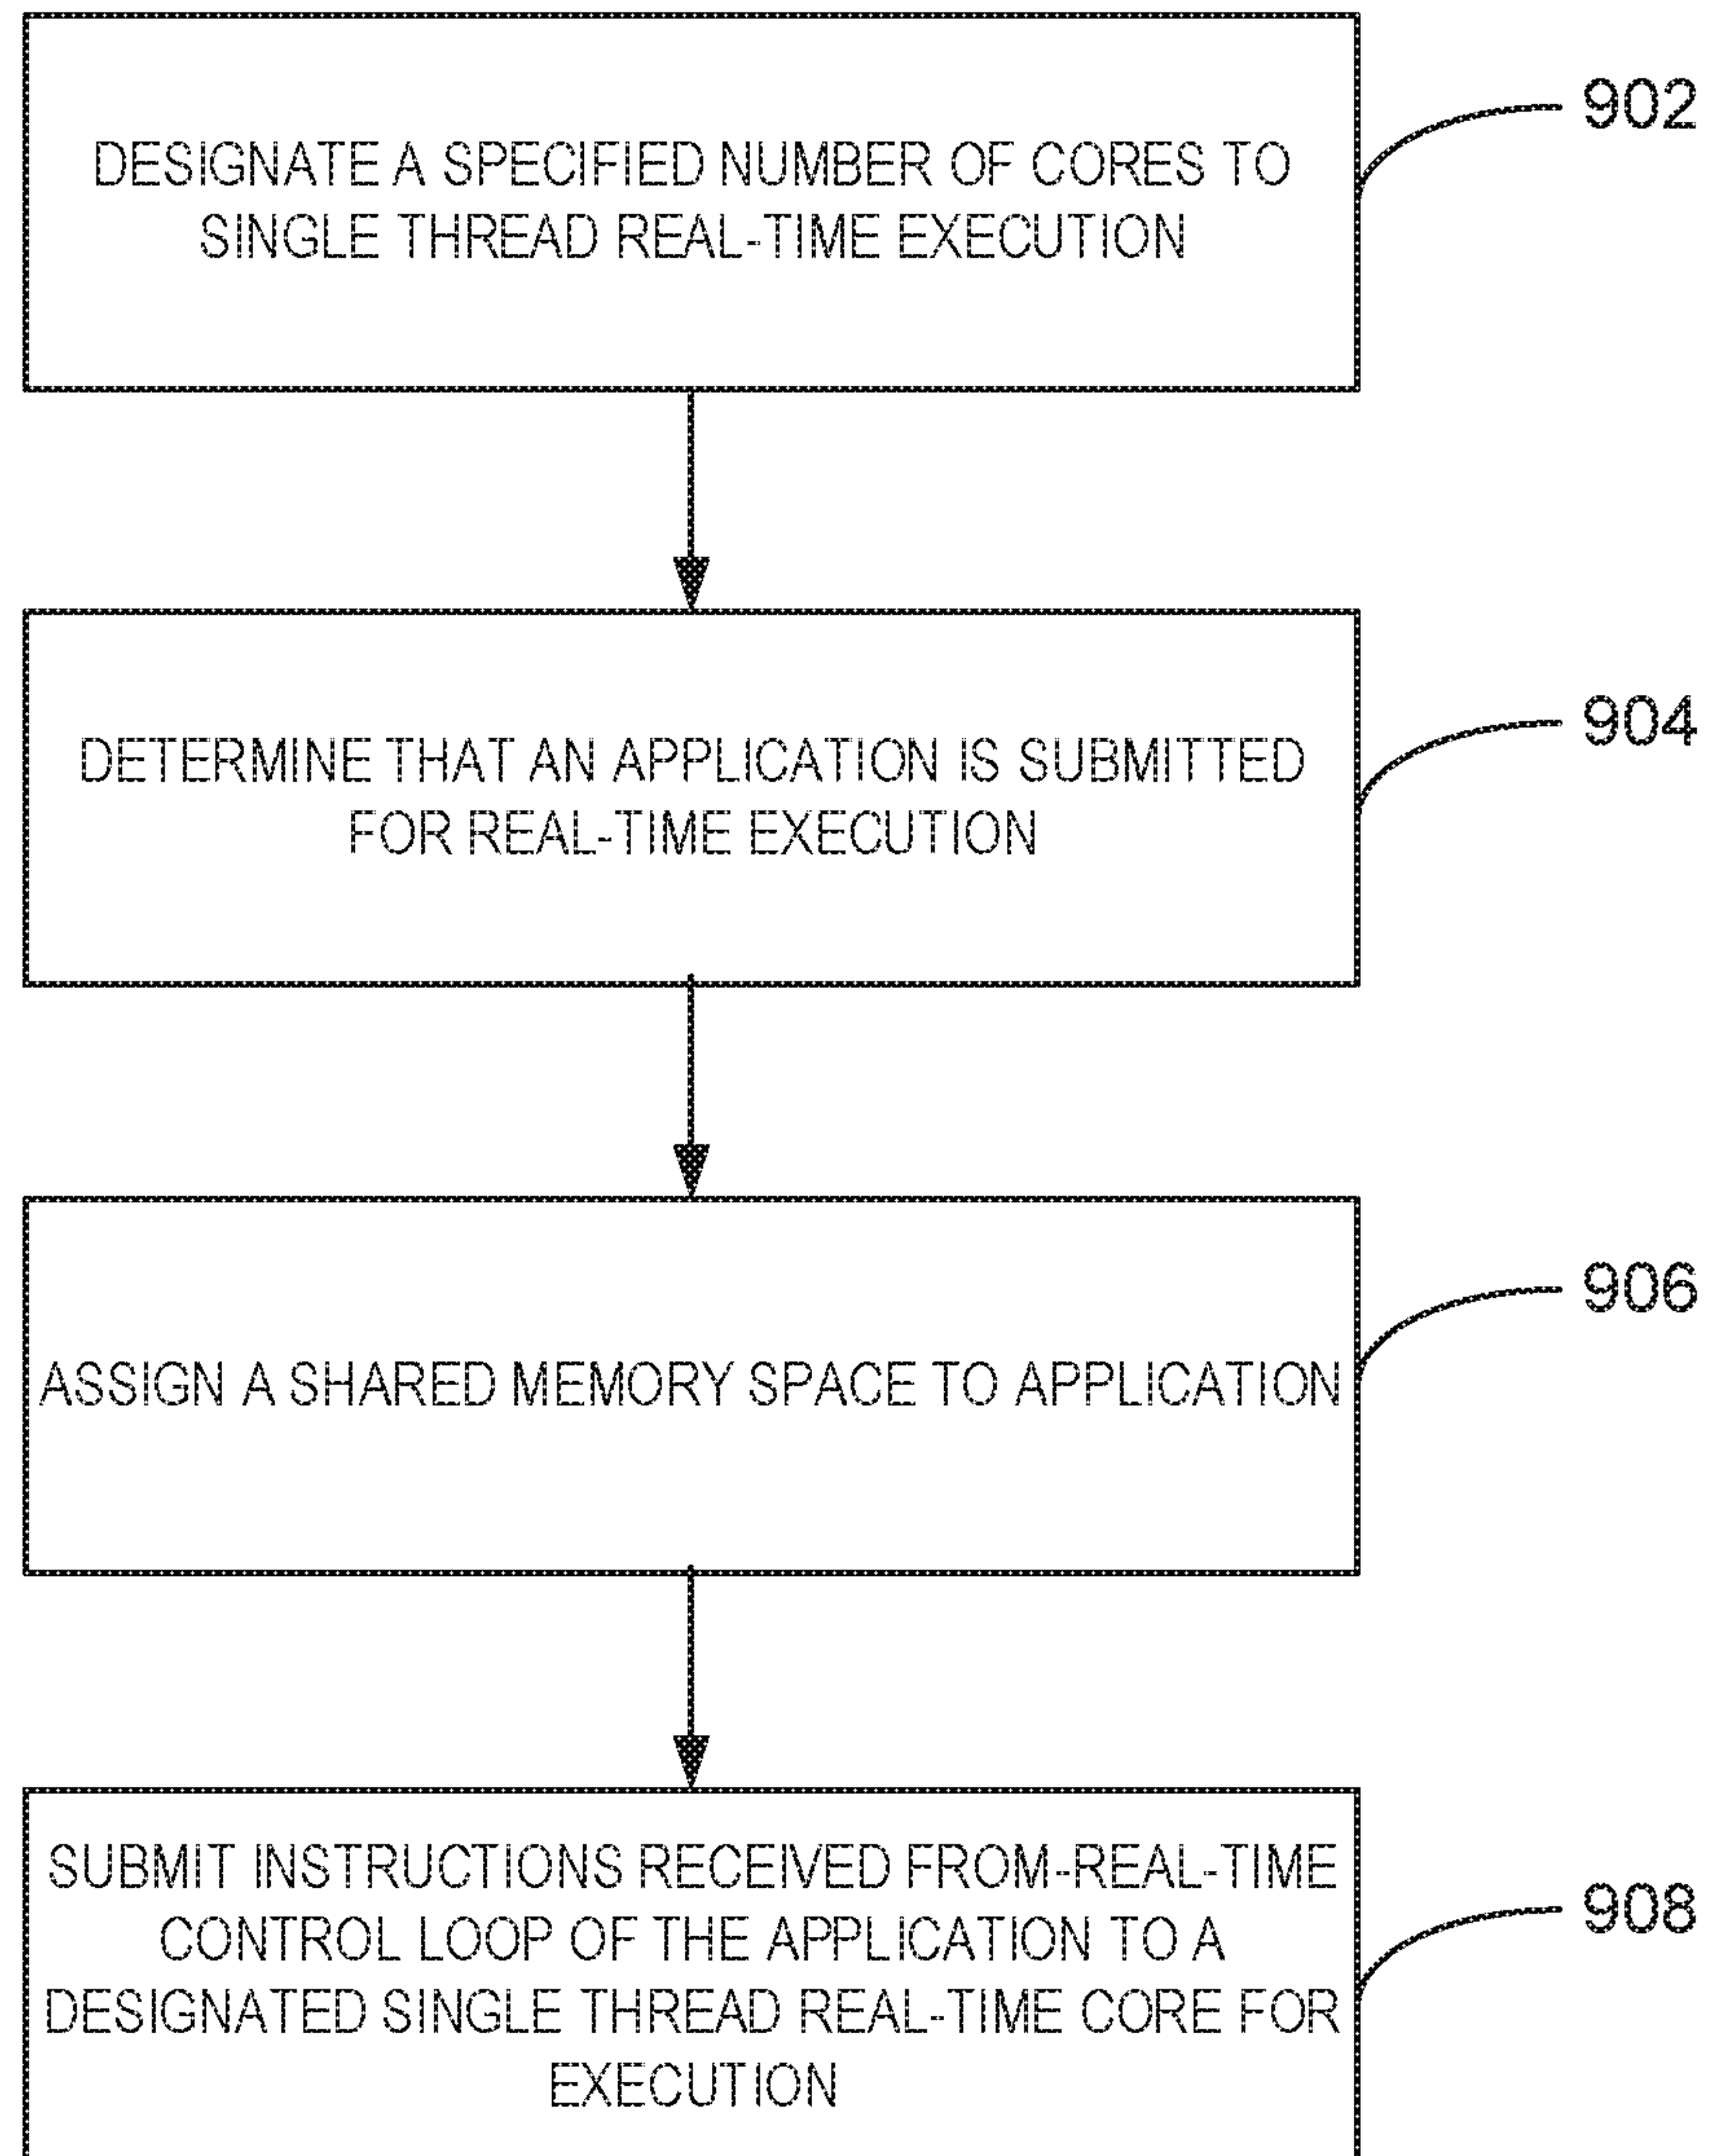 DESIGNATE A SPECIFIED NUMBER OF CORES TO
SINGLE THREAD REAL-TIME EXECUTION
902
DETERMINE THAT AN APPLICATION IS SUBMITTED
FOR REAL-TIME EXECUTION
904
ASSIGN A SHARED MEMORY SPACE TO APPLICATION
906
SUBMIT INSTRUCTIONS RECEIVED FROM-REAL-TIME
CONTROL LOOP OF THE APPLICATION TO A
DESIGNATED SINGLE THREAD REAL-TIME CORE FOR
EXECUTION
908